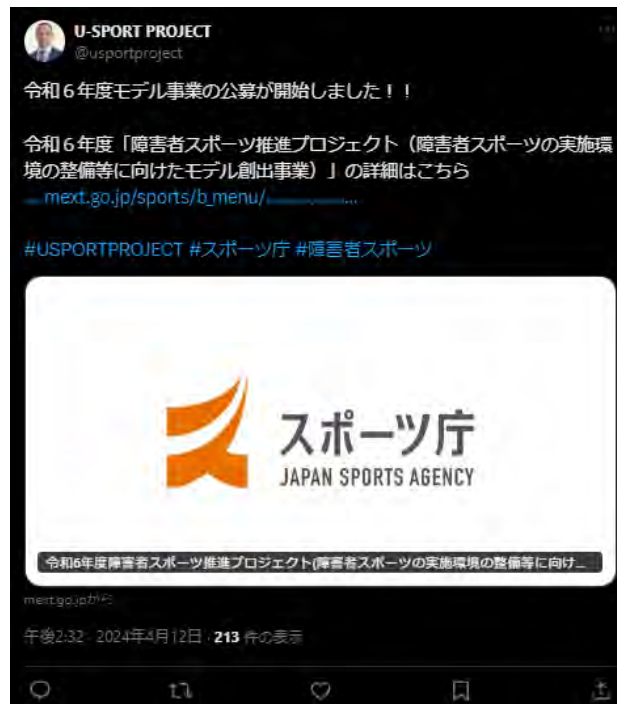 U-SPORT PROJECT
@usportproject
令和6年度モデル事業の公募が開始しました！！
令和6年度「障害者スポーツ推進プロジェクト（障害者スポーツの実施環
境の整備等に向けたモデル創出事業）」の詳細はこちら
mext.go.jp/sports/b_menu/
#USPORTPROJECT #スポーツ庁 #障害者スポーツ
スポーツ庁
JAPAN SPORTS AGENCY
令和6年度障害者スポーツ推進プロジェクト(障害者スポーツの実施環境の整備等に向け...
mext.go.jpから
午後2:32 · 2024年4月12日 · 213 件の表示